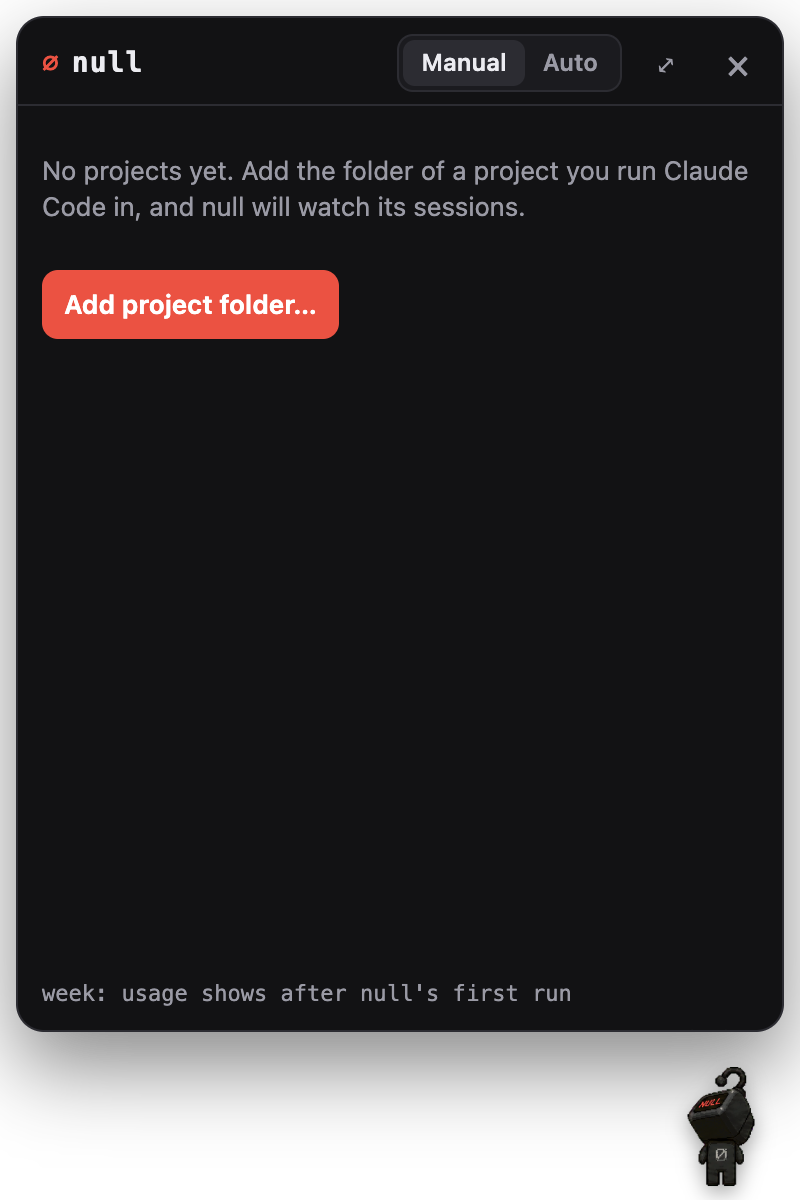 ø null
Manual Auto
No projects yet. Add the folder of a project you run Claude
Code in, and null will watch its sessions.
Add project folder...
week: usage shows after null's first run
NULL
Ø